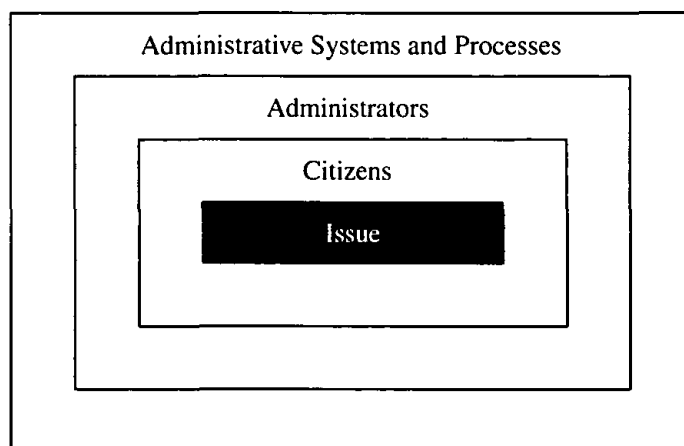 Administrative Systems and Processes
Administrators
Citizens
Issue